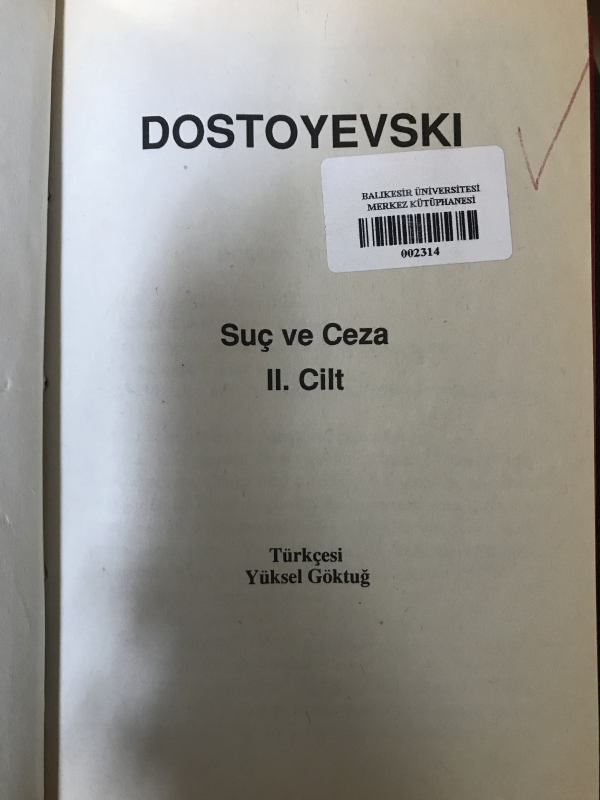 DOSTOYEVSKI
BALIKESİR ÜNİVERSİTESİ
MERKEZ KÜTÜPHANESİ
002314
Suç ve Ceza
II. Cilt
Türkçesi
Yüksel Göktuğ